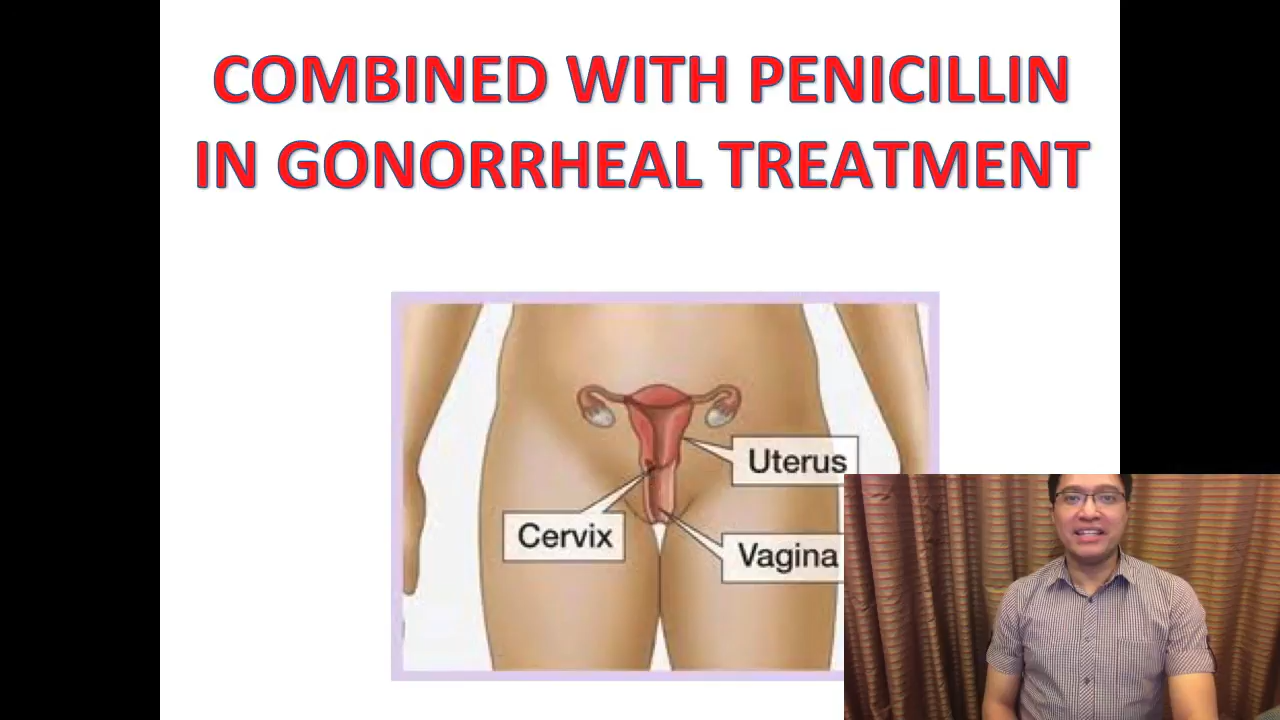 COMBINED WITH PENICILLIN
IN GONORRHEAL TREATMENT
Uterus
Cervix
Vagina